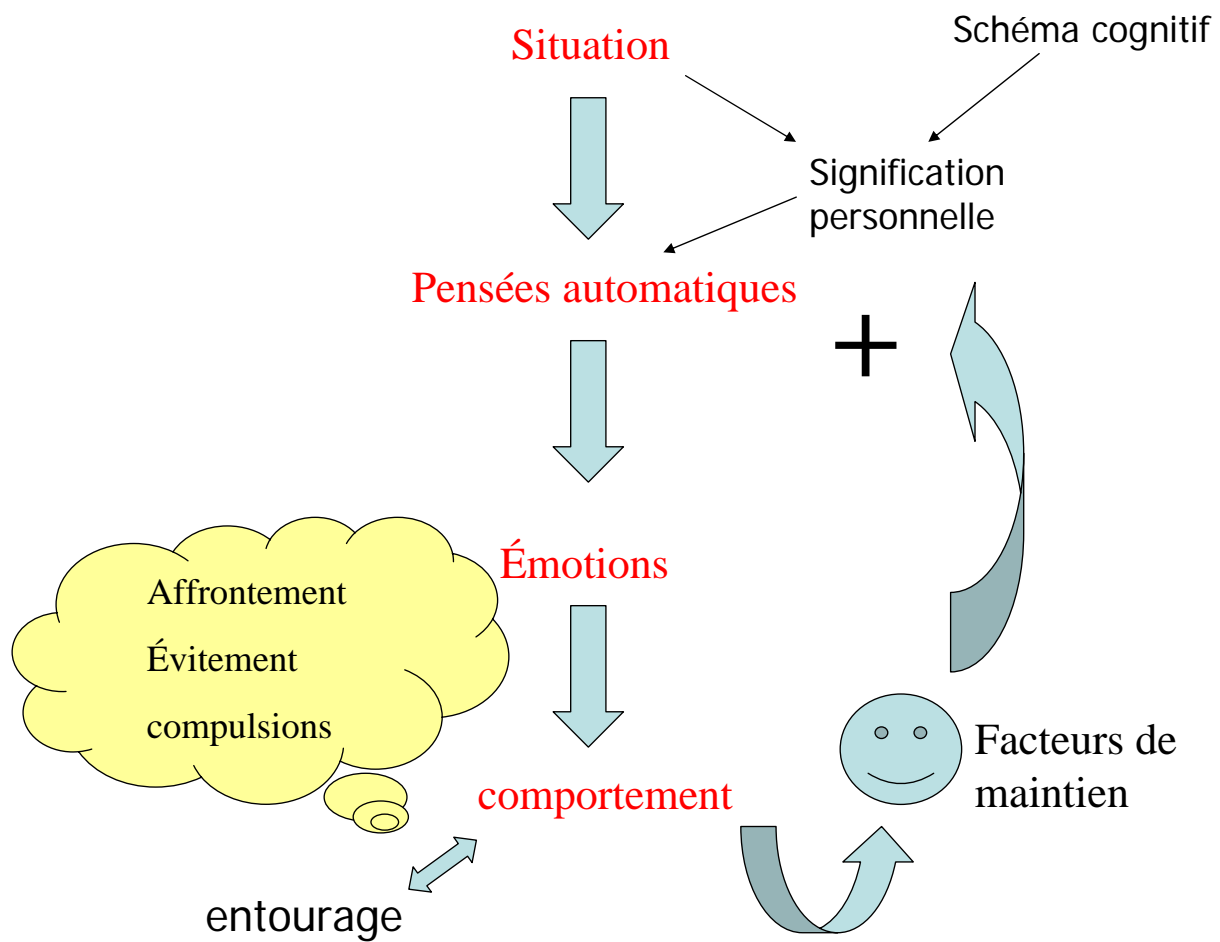 Situation
Schéma cognitif
Signification
personnelle
Pensées automatiques
+
Émotions
Affrontement
Évitement
compulsions
comportement
Facteurs de
maintien
entourage